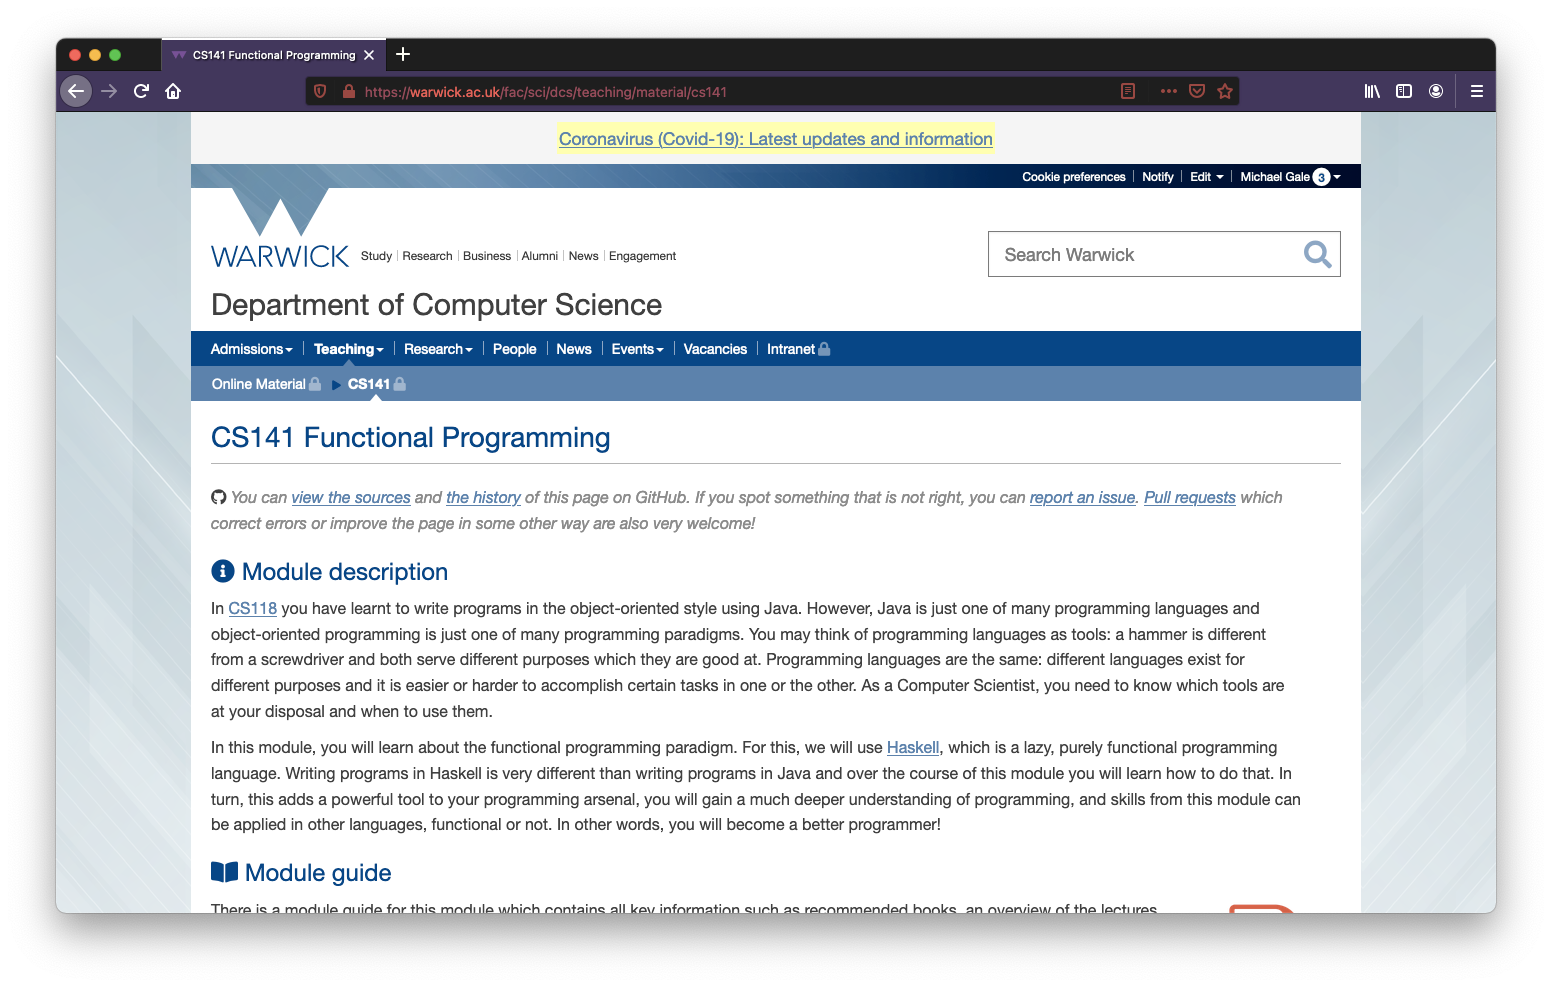 CS141 Functional Programming
https://warwick.ac.uk/fac/sci/dcs/teaching/material/cs141
Coronavirus (Covid-19): Latest updates and information
Cookie preferences Notify Edit Michael Gale 3
WARWICK Study Research Business Alumni News Engagement
Search Warwick
Department of Computer Science
Admissions Teaching Research People News Events Vacancies Intranet
Online Material CS141
CS141 Functional Programming
You can view the sources and the history of this page on GitHub. If you spot something that is not right, you can report an issue. Pull requests which
correct errors or improve the page in some other way are also very welcome!
Module description
In CS118 you have learnt to write programs in the object-oriented style using Java. However, Java is just one of many programming languages and
object-oriented programming is just one of many programming paradigms. You may think of programming languages as tools: a hammer is different
from a screwdriver and both serve different purposes which they are good at. Programming languages are the same: different languages exist for
different purposes and it is easier or harder to accomplish certain tasks in one or the other. As a Computer Scientist, you need to know which tools are
at your disposal and when to use them.
In this module, you will learn about the functional programming paradigm. For this, we will use Haskell, which is a lazy, purely functional programming
language. Writing programs in Haskell is very different than writing programs in Java and over the course of this module you will learn how to do that. In
turn, this adds a powerful tool to your programming arsenal, you will gain a much deeper understanding of programming, and skills from this module can
be applied in other languages, functional or not. In other words, you will become a better programmer!
Module guide
There is a module guide for this module which contains all key information such as recommended books, an overview of the lectures,